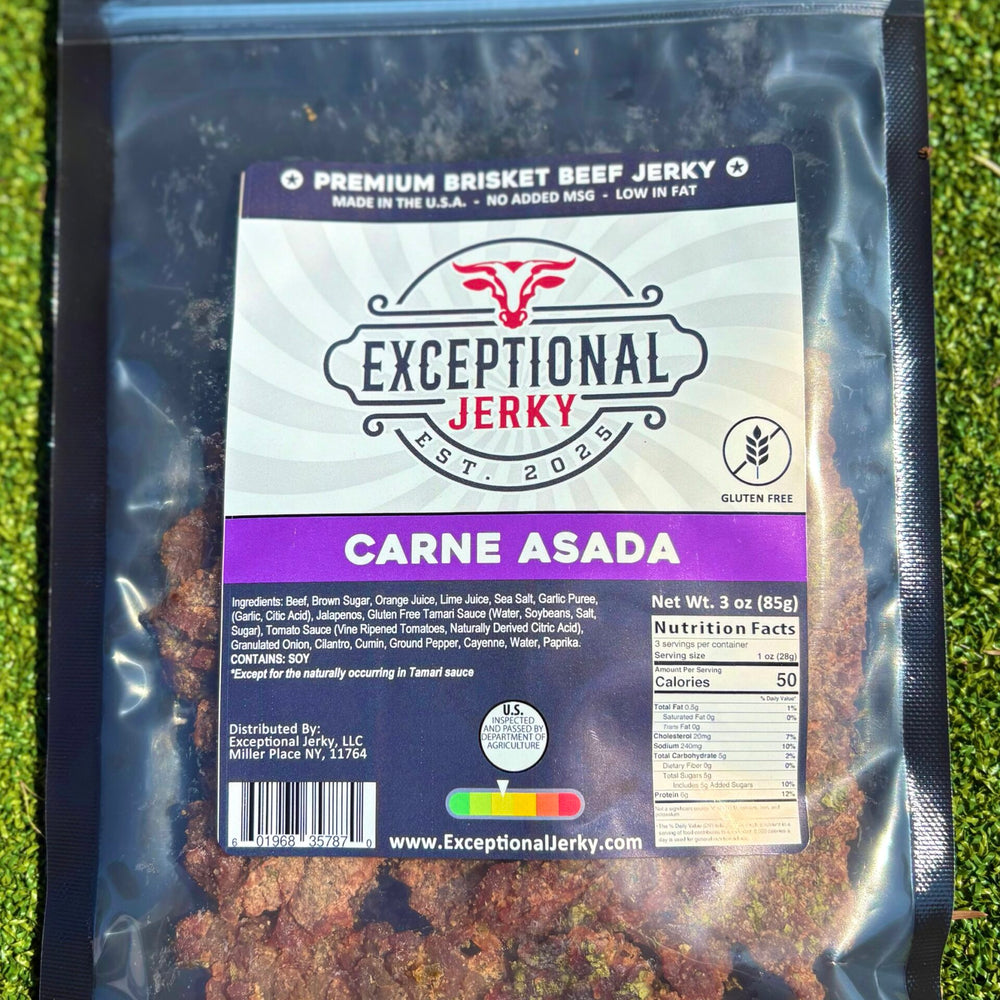 ✪ PREMIUM BRISKET BEEF JERKY ✪
MADE IN THE U.S.A. - NO ADDED MSG - LOW IN FAT
EXCEPTIONAL
JERKY
EST. 2025
GLUTEN FREE
CARNE ASADA
Ingredients: Beef, Brown Sugar, Orange Juice, Lime Juice, Sea Salt, Garlic Puree,
(Garlic, Citic Acid), Jalapenos, Gluten Free Tamari Sauce (Water, Soybeans, Salt,
Sugar), Tomato Sauce (Vine Ripened Tomatoes, Naturally Derived Citric Acid),
Granulated Onion, Cilantro, Cumin, Ground Pepper, Cayenne, Water, Paprika.
CONTAINS: SOY
*Except for the naturally occurring in Tamari sauce
Distributed By:
Exceptional Jerky, LLC
Miller Place NY, 11764
6 01968 35787 0
U.S.
INSPECTED
AND PASSED BY
DEPARTMENT OF
AGRICULTURE
www.ExceptionalJerky.com
Net Wt. 3 oz (85g)
Nutrition Facts
3 servings per container
Serving size 1 oz (28g)
Amount Per Serving
Calories 50
% Daily Value*
Total Fat 0.5g 1%
Saturated Fat 0g 0%
Trans Fat 0g
Cholesterol 20mg 7%
Sodium 240mg 10%
Total Carbohydrate 5g 2%
Dietary Fiber 0g 0%
Total Sugars 5g
Includes 5g Added Sugars 10%
Protein 6g 12%